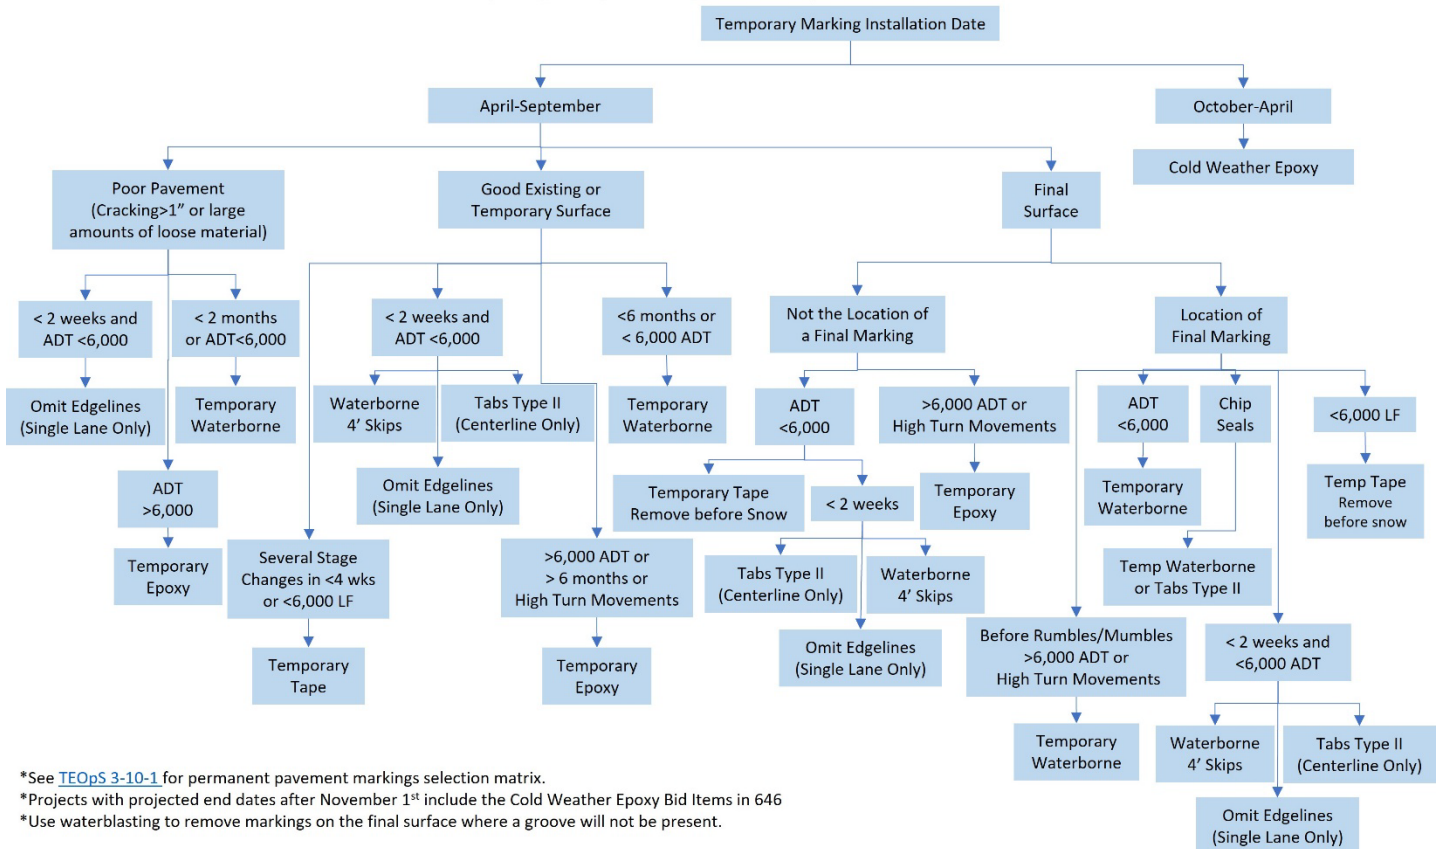 Temporary Marking Installation Date
April-September
October-April
Cold Weather Epoxy
Poor Pavement
(Cracking>1” or large
amounts of loose material)
Good Existing or
Temporary Surface
Final
Surface
< 2 weeks and
ADT <6,000
< 2 months
or ADT<6,000
< 2 weeks and
ADT <6,000
<6 months or
< 6,000 ADT
Not the Location of
a Final Marking
Location of
Final Marking
Omit Edgelines
(Single Lane Only)
Temporary
Waterborne
Waterborne
4’ Skips
Tabs Type II
(Centerline Only)
Temporary
Waterborne
ADT
<6,000
>6,000 ADT or
High Turn Movements
ADT
<6,000
Chip
Seals
<6,000 LF
ADT
>6,000
Omit Edgelines
(Single Lane Only)
Temporary Tape
Remove before Snow
< 2 weeks
Temporary
Epoxy
Temporary
Waterborne
Temp Tape
Remove
before snow
Temporary
Epoxy
Several Stage
Changes in <4 wks
or <6,000 LF
>6,000 ADT or
> 6 months or
High Turn Movements
Tabs Type II
(Centerline Only)
Waterborne
4’ Skips
Temp Waterborne
or Tabs Type II
Temporary
Tape
Temporary
Epoxy
Omit Edgelines
(Single Lane Only)
Before Rumbles/Mumbles
>6,000 ADT or
High Turn Movements
< 2 weeks and
<6,000 ADT
Temporary
Waterborne
Waterborne
4’ Skips
Tabs Type II
(Centerline Only)
Omit Edgelines
(Single Lane Only)
*See TEOpS 3-10-1 for permanent pavement markings selection matrix.
*Projects with projected end dates after November 1st include the Cold Weather Epoxy Bid Items in 646
*Use waterblasting to remove markings on the final surface where a groove will not be present.